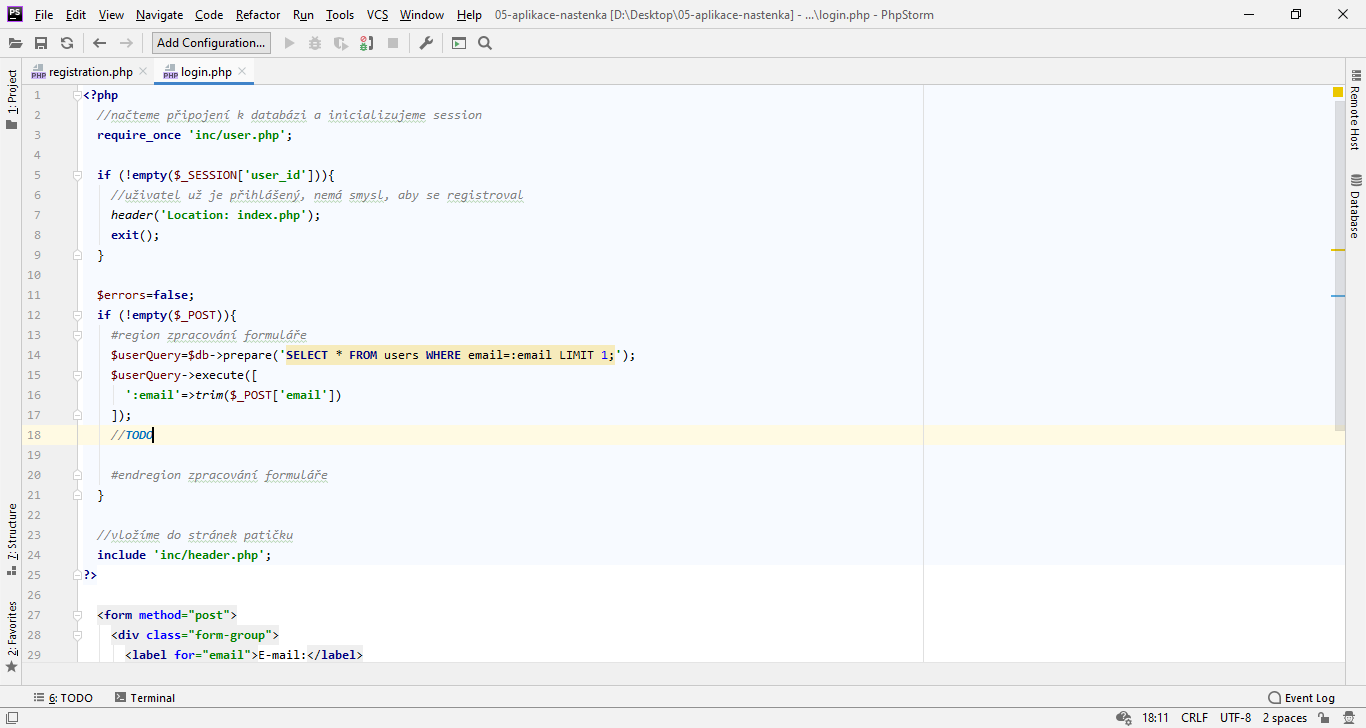 PS File Edit View Navigate Code Refactor Run Tools VCS Window Help 05-aplikace-nastenka [D:\Desktop\05-aplikace-nastenka] - ...\login.php - PhpStorm
Add Configuration...
PHP registration.php PHP login.php
1: Project
7: Structure
2: Favorites
1 <?php
2 //načteme připojení k databázi a inicializujeme session
3 require_once 'inc/user.php';
4
5 if (!empty($_SESSION['user_id'])){
6 //uživatel už je přihlášený, nemá smysl, aby se registroval
7 header('Location: index.php');
8 exit();
9 }
10
11 $errors=false;
12 if (!empty($_POST)){
13 #region zpracování formuláře
14 $userQuery=$db->prepare('SELECT * FROM users WHERE email=:email LIMIT 1;');
15 $userQuery->execute([
16 ':email'=>trim($_POST['email'])
17 ]);
18 //TODO
19
20 #endregion zpracování formuláře
21 }
22
23 //vložíme do stránek patičku
24 include 'inc/header.php';
25 ?>
26
27 <form method="post">
28 <div class="form-group">
29 <label for="email">E-mail:</label>
Remote Host
Database
6: TODO Terminal Event Log
18:11 CRLF UTF-8 2 spaces